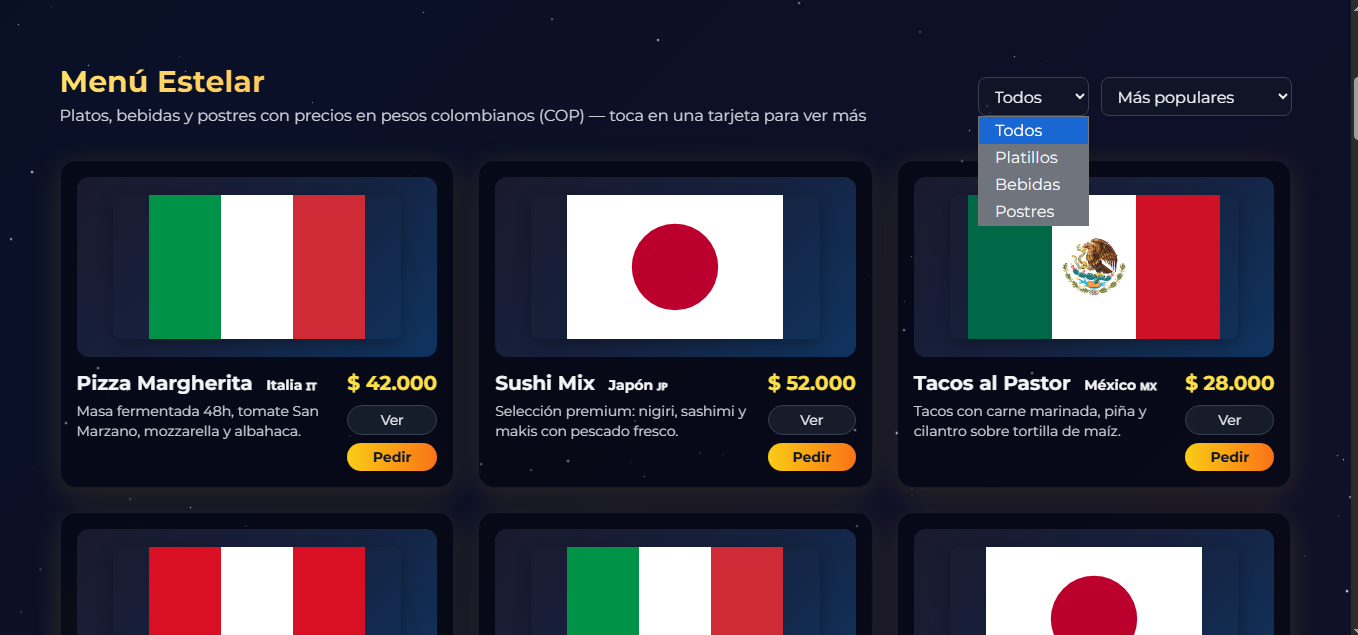 Menú Estelar
Platos, bebidas y postres con precios en pesos colombianos (COP) — toca en una tarjeta para ver más
Todos
Más populares
Todos
Platillos
Bebidas
Postres
Pizza Margherita Italia IT $ 42.000
Masa fermentada 48h, tomate San
Marzano, mozzarella y albahaca.
Ver
Pedir
Sushi Mix Japón JP $ 52.000
Selección premium: nigiri, sashimi y
makis con pescado fresco.
Ver
Pedir
Tacos al Pastor México MX $ 28.000
Tacos con carne marinada, piña y
cilantro sobre tortilla de maíz.
Ver
Pedir